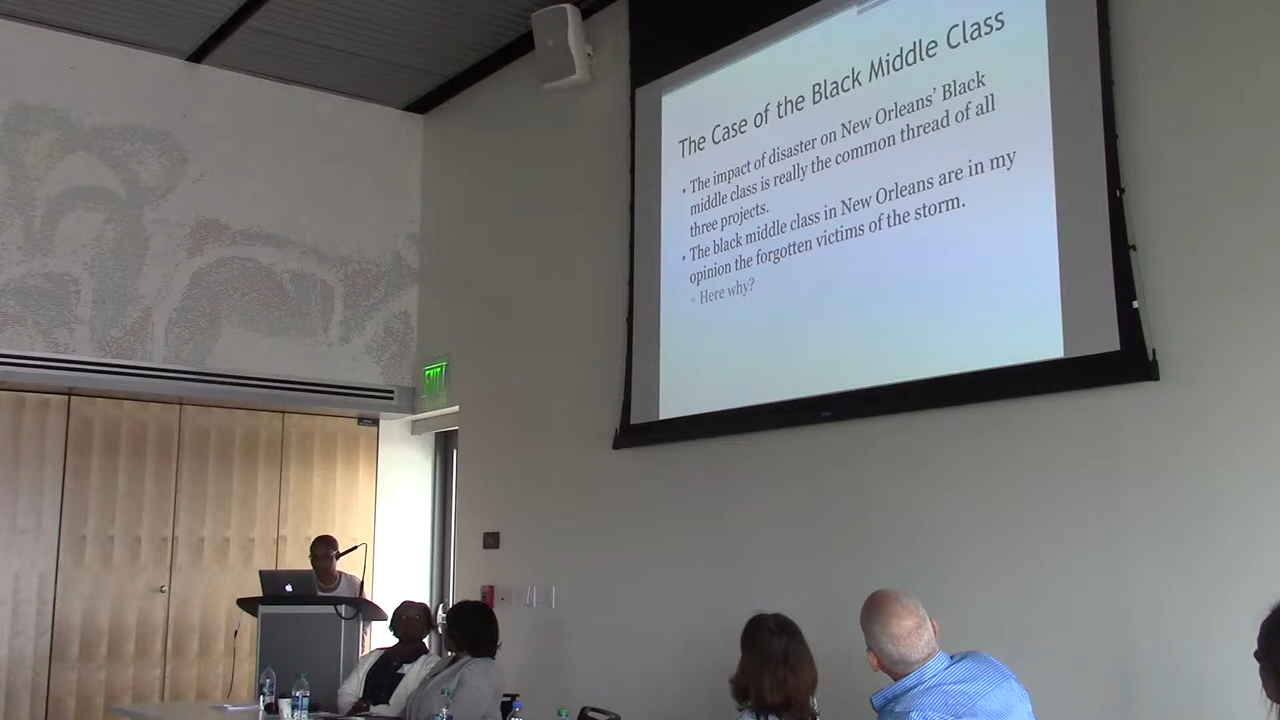 The Case of the Black Middle Class
• The impact of disaster on New Orleans' Black
middle class is really the common thread of all
three projects.
• The black middle class in New Orleans are in my
opinion the forgotten victims of the storm.
Here why?
EXIT